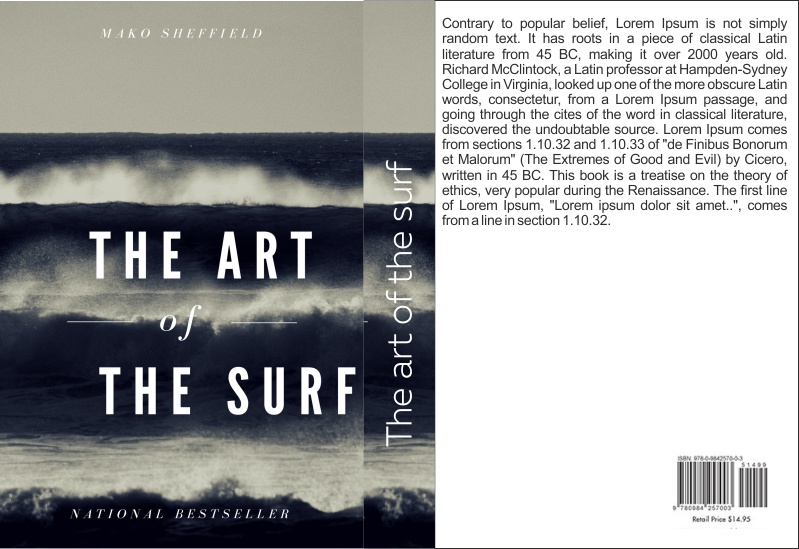 MAKO SHEFFIELD
THE ART
of
THE SURF
NATIONAL BESTSELLER
The art of the surf
Contrary to popular belief, Lorem Ipsum is not simply
random text. It has roots in a piece of classical Latin
literature from 45 BC, making it over 2000 years old.
Richard McClintock, a Latin professor at Hampden-Sydney
College in Virginia, looked up one of the more obscure Latin
words, consectetur, from a Lorem Ipsum passage, and
going through the cites of the word in classical literature,
discovered the undoubtable source. Lorem Ipsum comes
from sections 1.10.32 and 1.10.33 of "de Finibus Bonorum
et Malorum" (The Extremes of Good and Evil) by Cicero,
written in 45 BC. This book is a treatise on the theory of
ethics, very popular during the Renaissance. The first line
of Lorem Ipsum, "Lorem ipsum dolor sit amet..", comes
from a line in section 1.10.32.
ISBN 978-0-9842570-0-3
51499
9 780984 257003
Retail Price $14.95